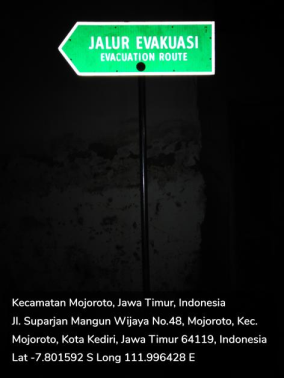 JALUR EVAKUASI
EVACUATION ROUTE
Kecamatan Mojoroto, Jawa Timur, Indonesia
Jl. Suparjan Mangun Wijaya No.48, Mojoroto, Kec.
Mojoroto, Kota Kediri, Jawa Timur 64119, Indonesia
Lat -7.801592 S Long 111.996428 E